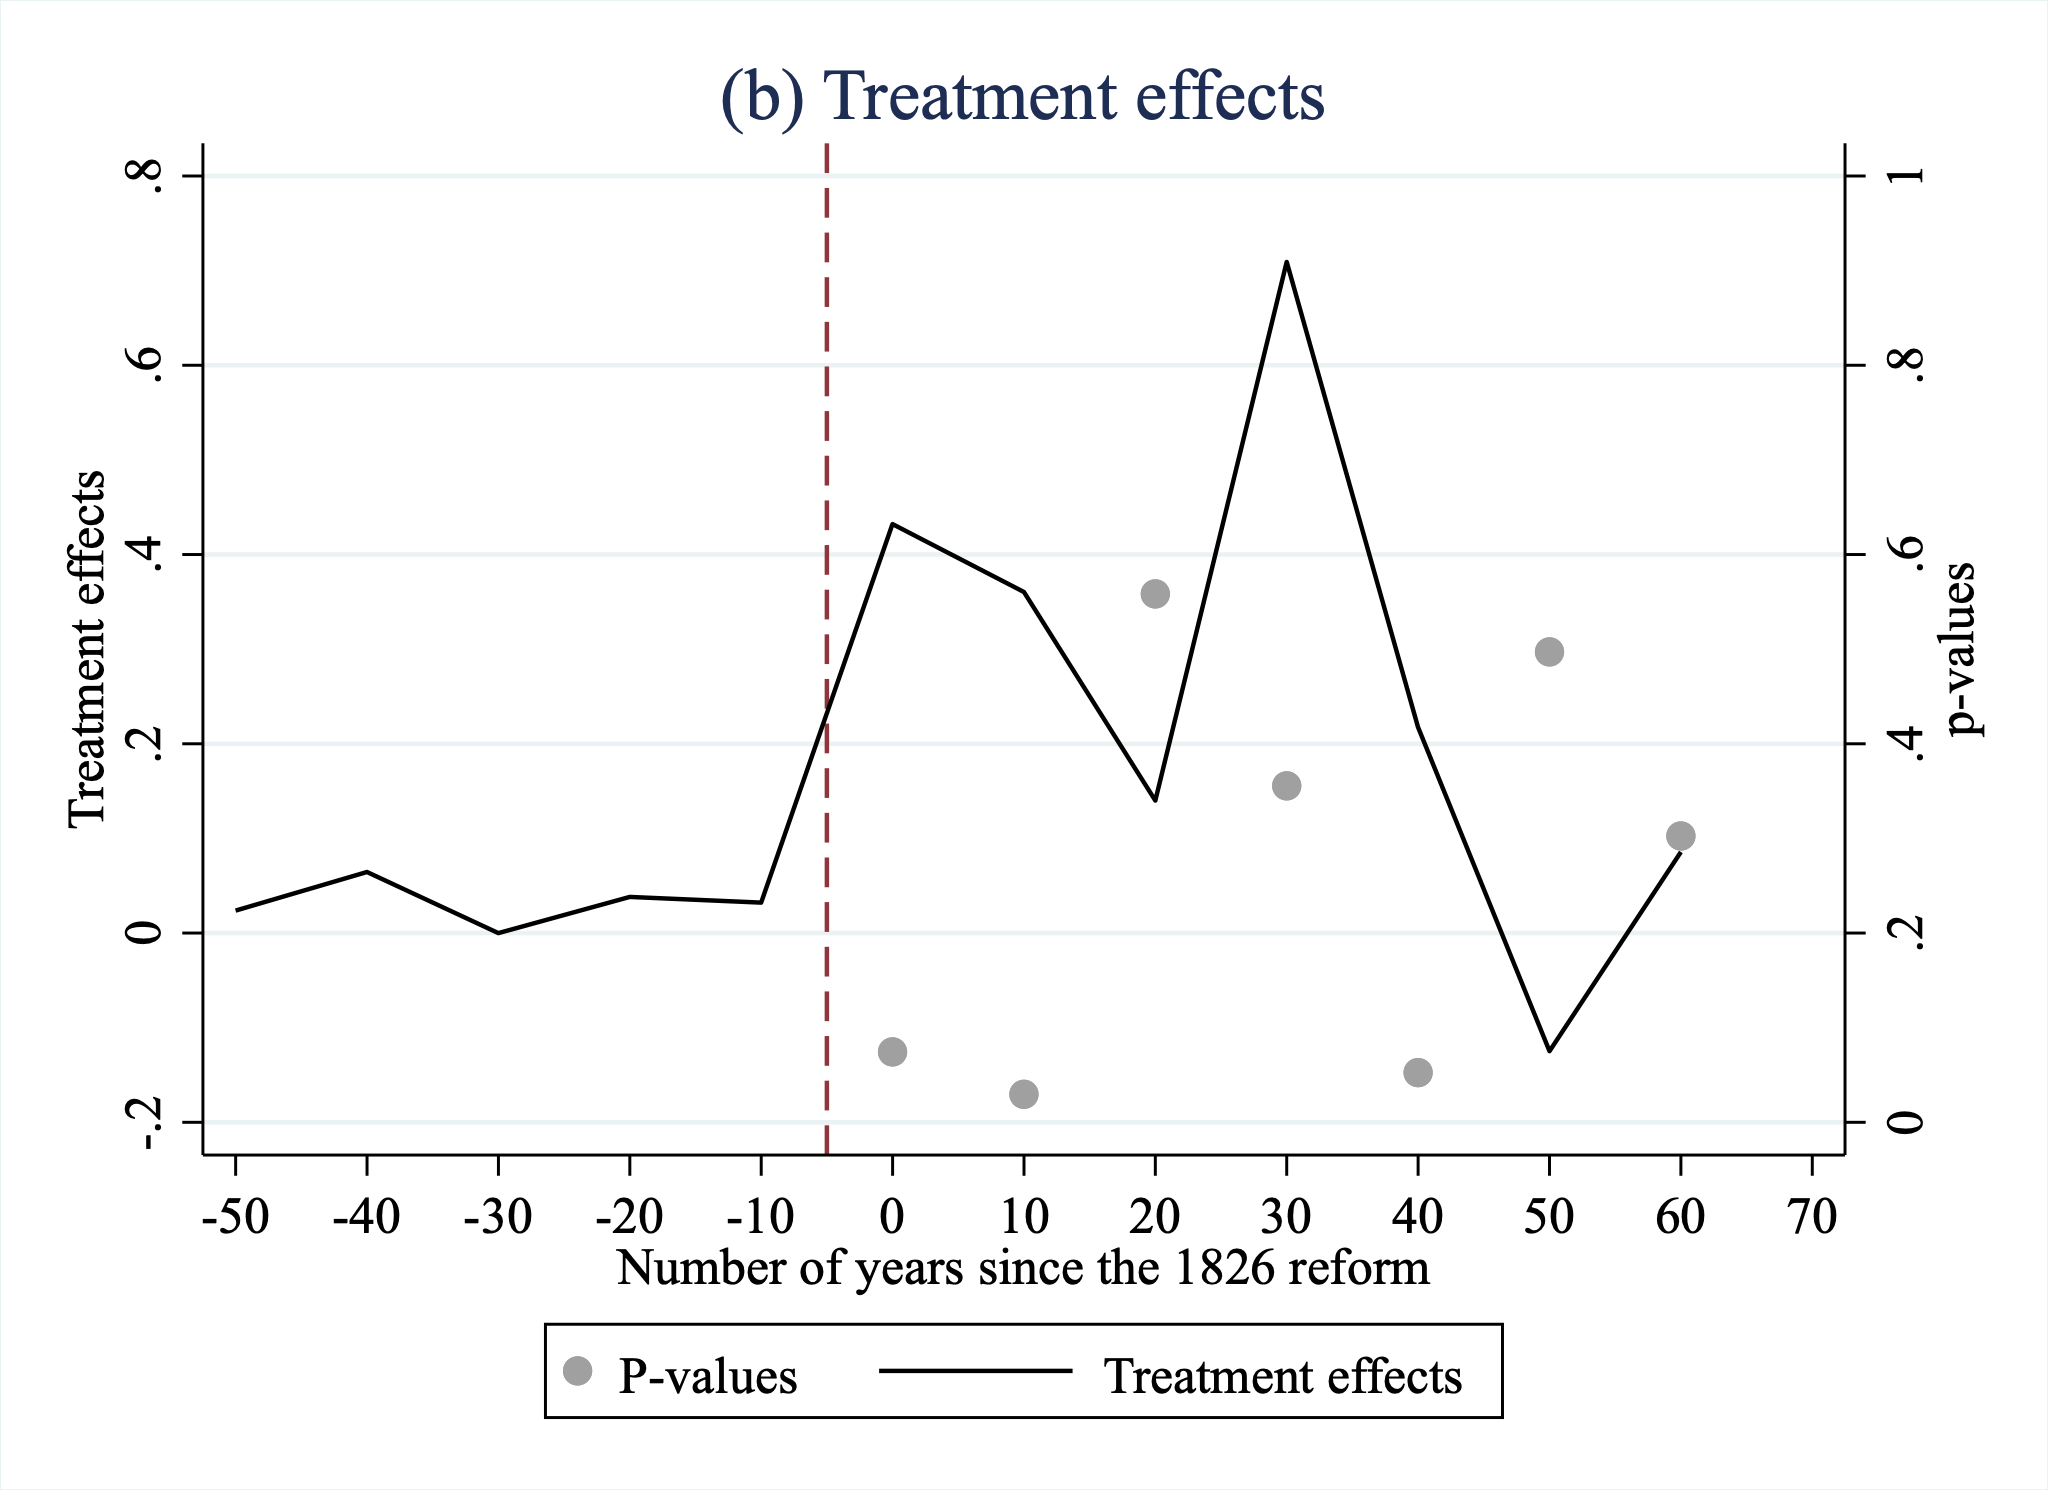 (b) Treatment effects
Treatment effects
.8
.6
.4
.2
0
-.2
1
.8
.6
.4
.2
0
p-values
-50 -40 -30 -20 -10 0 10 20 30 40 50 60 70
Number of years since the 1826 reform
P-values Treatment effects